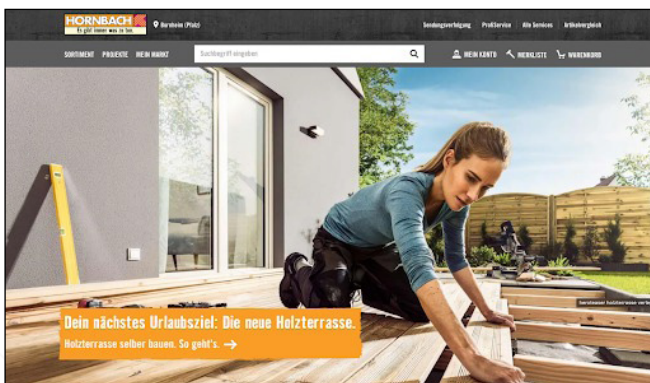 HORNBACH
Es gibt immer was zu tun.
Bornheim (Pfalz)
Sendungsverfolgung ProfiService Alle Services Artikelvergleich
SORTIMENT PROJEKTE MEIN MARKT
Suchbegriff eingeben
MEIN KONTO MERKLISTE WARENKORB
Dein nächstes Urlaubsziel: Die neue Holzterrasse.
Holzterrasse selber bauen. So geht's. →